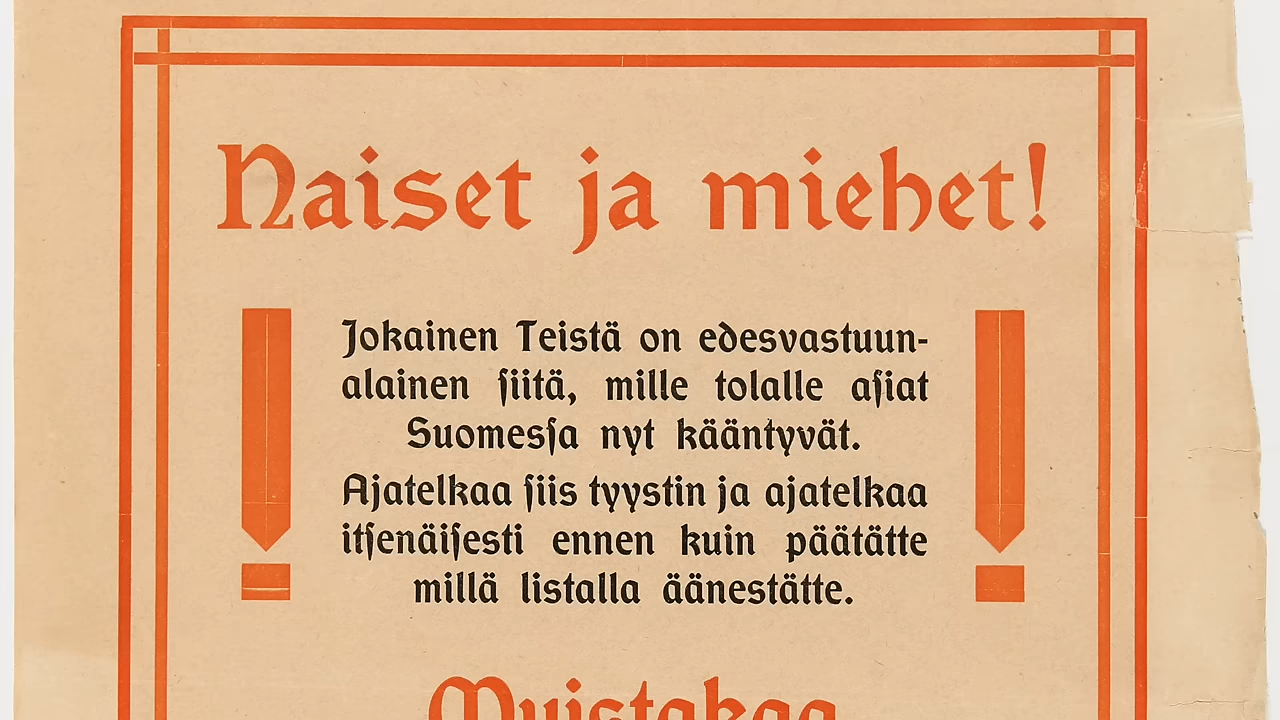 Naiset ja miehet!
Jokainen Teistä on edesvastuun-
alainen ſiitä, mille tolalle aſiat
Suomesſa nyt kääntyvät.
Ajatelkaa ſiis tyystin ja ajatelkaa
itſenäiſesti ennen kuin päätätte
millä listalla äänestätte.
Muistakaa